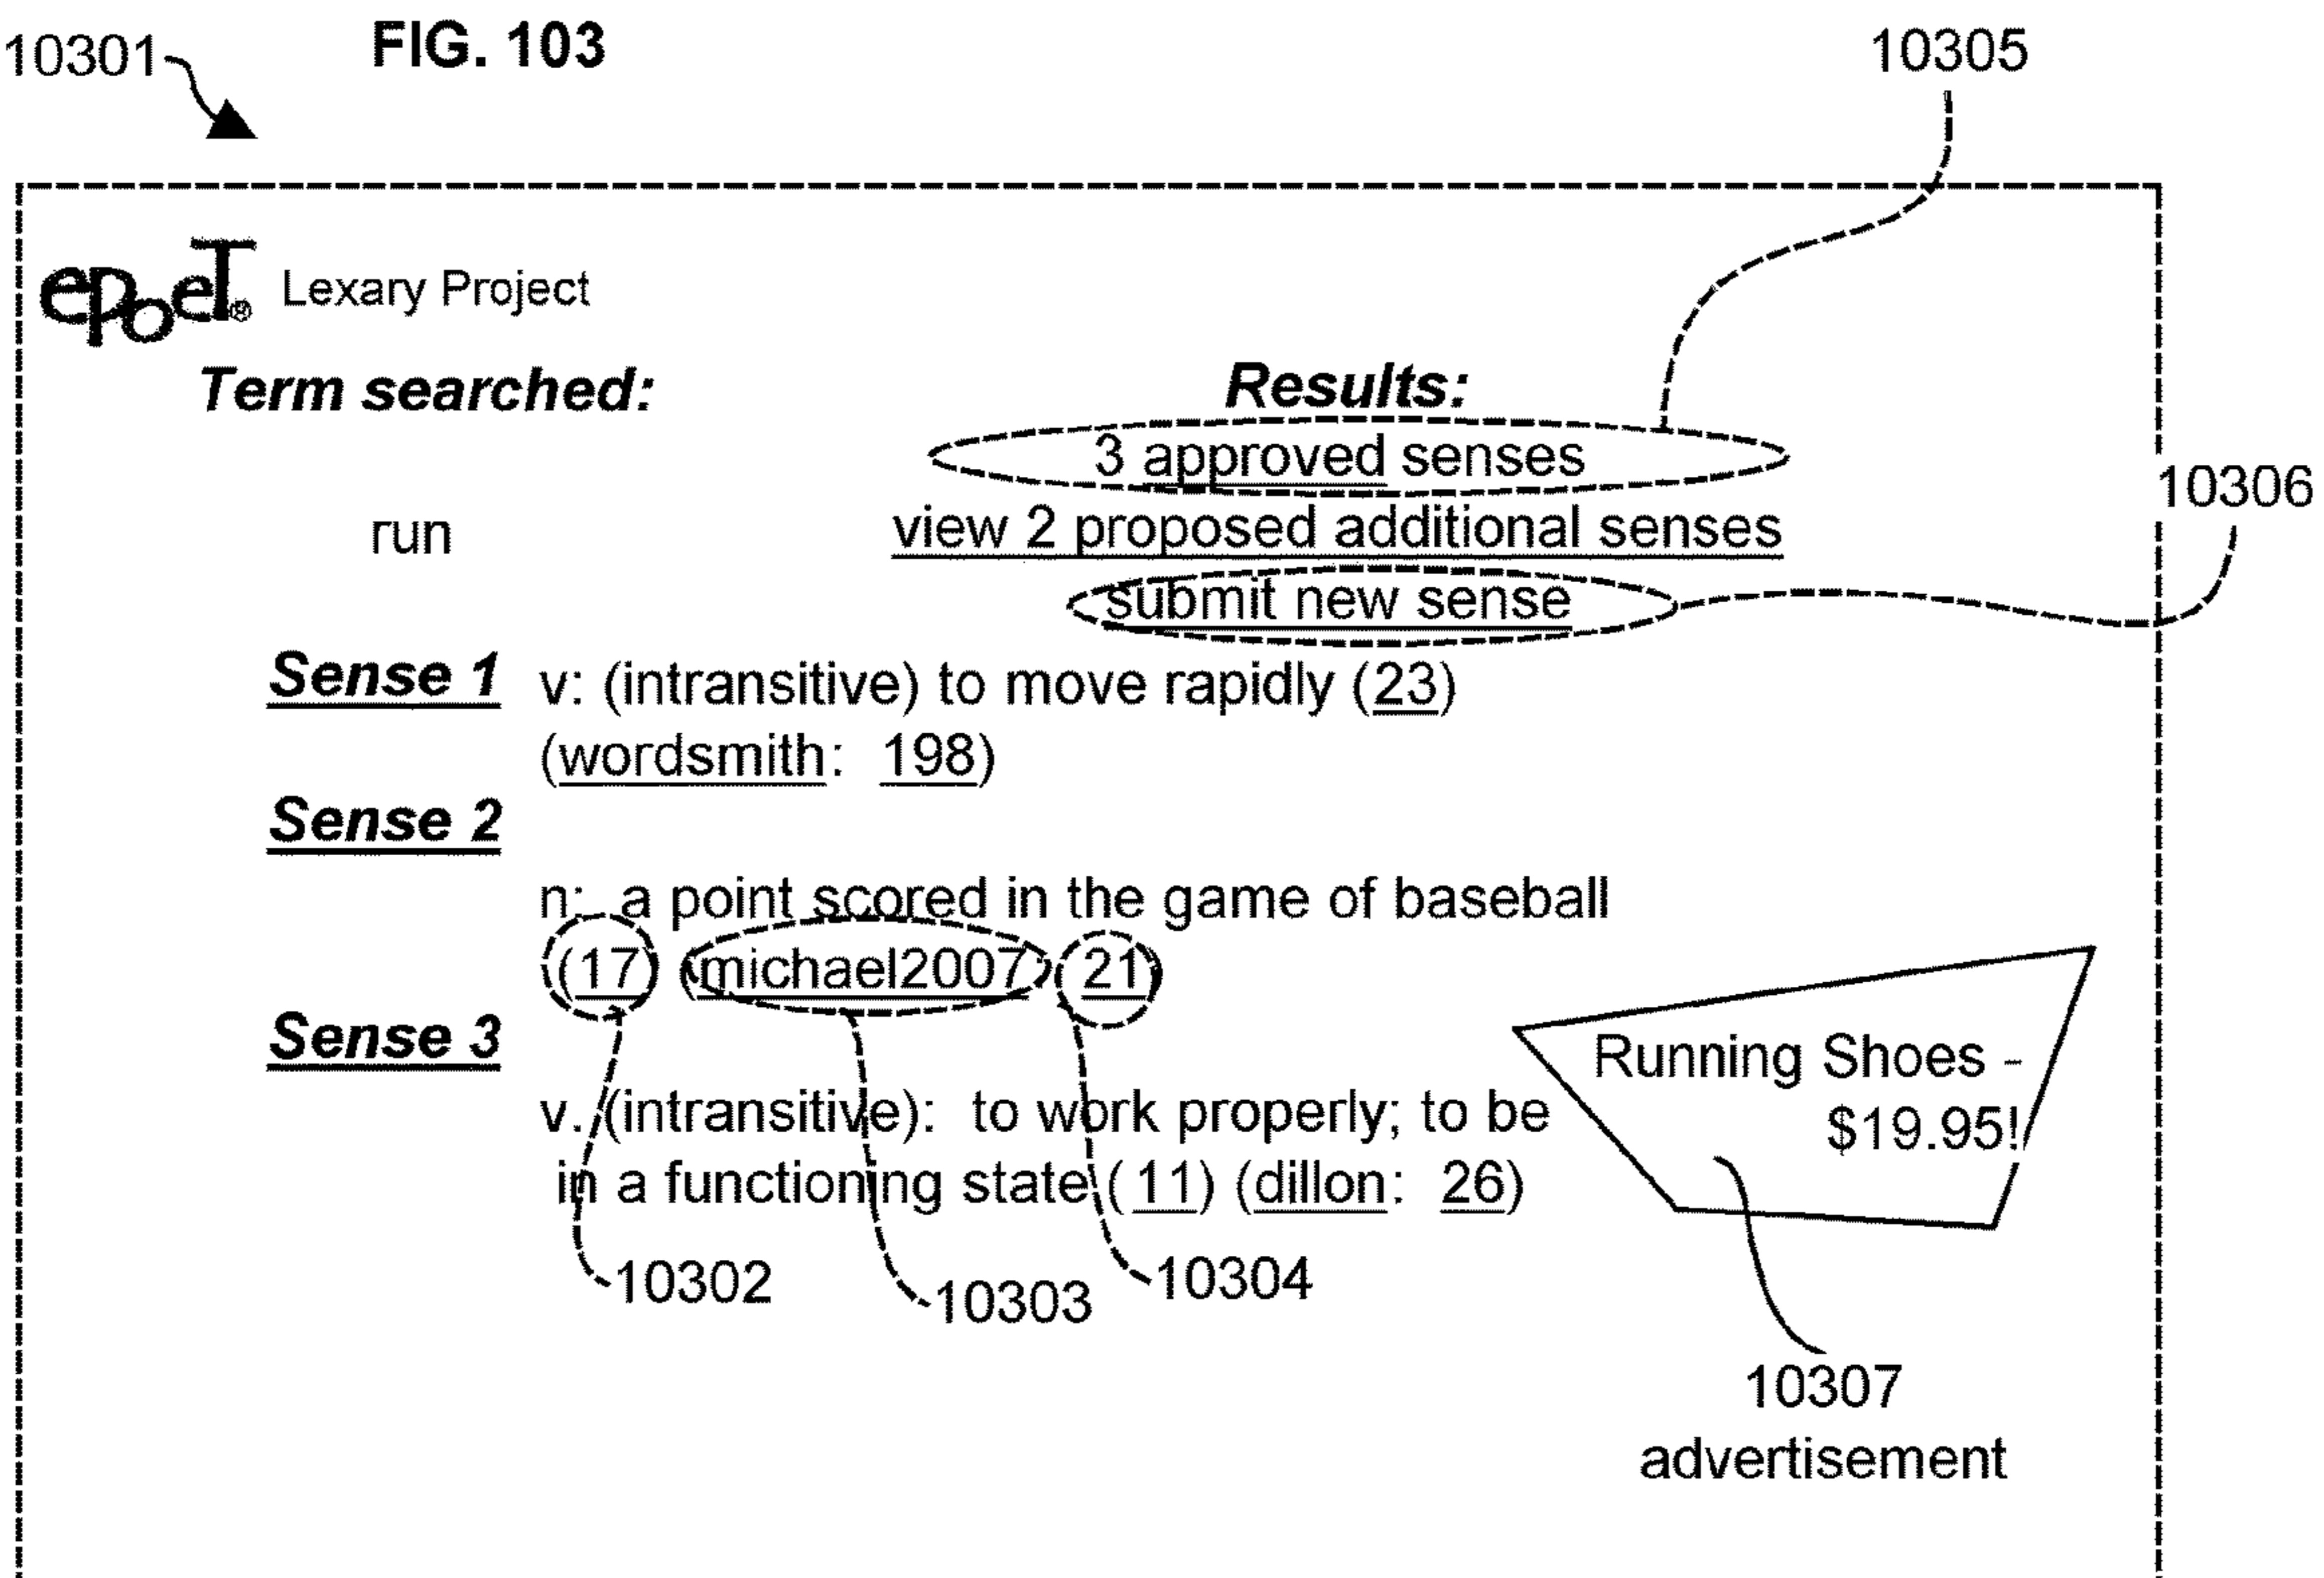 10301
FIG. 103
10305
ePoeT® Lexary Project
Term searched:
Results:
3 approved senses
10306
run
view 2 proposed additional senses
submit new sense
Sense 1 v: (intransitive) to move rapidly (23)
(wordsmith: 198)
Sense 2
n: a point scored in the game of baseball
(17) (michael2007: 21)
Sense 3
Running Shoes -
$19.95!
v. (intransitive): to work properly; to be
in a functioning state (11) (dillon: 26)
10302
10303
10304
10307
advertisement